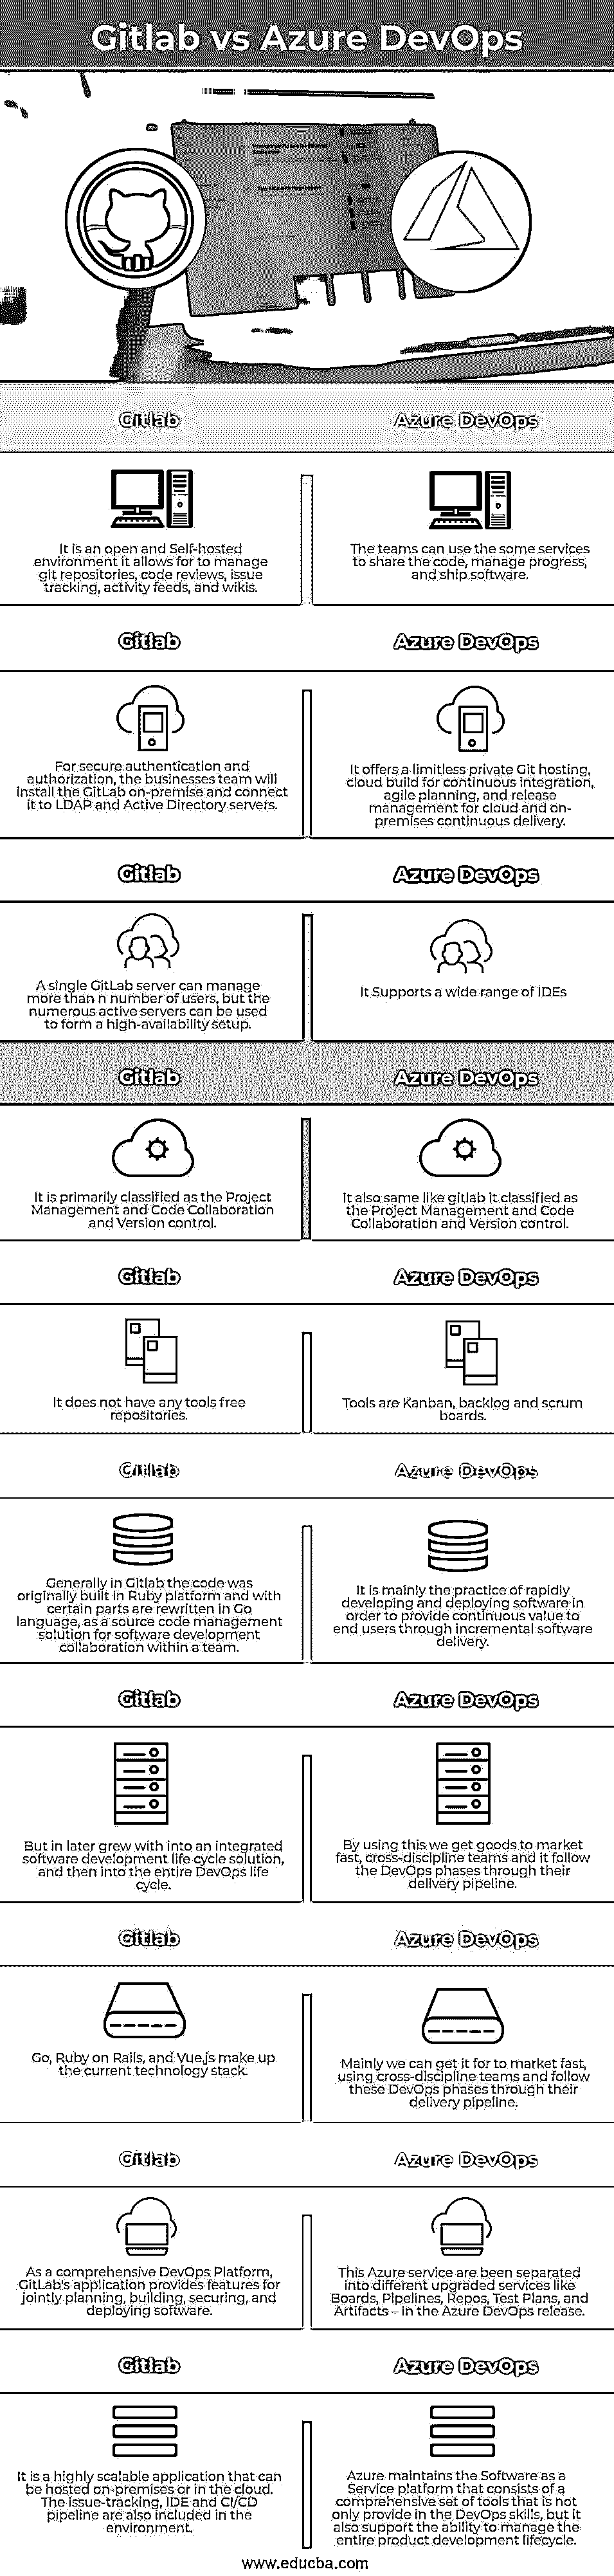 Gitlab vs Azure DevOps
Gitlab
Azure DevOps
It is an open and Self-hosted
environment it allows for to manage
git repositories, code reviews, issue
tracking, activity feeds, and wikis.
The teams can use the some services
to share the code, manage progress,
and ship software.
Gitlab
Azure DevOps
For secure authentication and
authorization, the businesses team will
install the GitLab on-premise and connect
it to LDAP and Active Directory servers.
It offers a limitless private Git hosting,
cloud build for continuous integration,
agile planning, and release
management for cloud and on-
premises continuous delivery.
Gitlab
Azure DevOps
A single GitLab server can manage
more than n number of users, but the
numerous active servers can be used
to form a high-availability setup.
It Supports a wide range of IDEs
Gitlab
Azure DevOps
It is primarily classified as the Project
Management and Code Collaboration
and Version control.
It also same like gitlab it classified as
the Project Management and Code
Collaboration and Version control.
Gitlab
Azure DevOps
It does not have any tools free
repositories.
Tools are Kanban, backlog and scrum
boards.
Gitlab
Azure DevOps
Generally in Gitlab the code was
originally built in Ruby platform and with
certain parts are rewritten in Go
language, as a source code management
solution for software development
collaboration within a team.
It is mainly the practice of rapidly
developing and deploying software in
order to provide continuous value to
end users through incremental software
delivery.
Gitlab
Azure DevOps
But in later grew with into an integrated
software development life cycle solution,
and then into the entire DevOps life
cycle.
By using this we get goods to market
fast, cross-discipline teams and it follow
the DevOps phases through their
delivery pipeline.
Gitlab
Azure DevOps
Go, Ruby on Rails, and Vue.js make up
the current technology stack.
Mainly we can get it for to market fast,
using cross-discipline teams and follow
these DevOps phases through their
delivery pipeline.
Gitlab
Azure DevOps
As a comprehensive DevOps Platform,
GitLab's application provides features for
jointly planning, building, securing, and
deploying software.
This Azure service are been separated
into different upgraded services like
Boards, Pipelines, Repos, Test Plans, and
Artifacts – in the Azure DevOps release.
Gitlab
Azure DevOps
It is a highly scalable application that can
be hosted on-premises or in the cloud.
The issue-tracking, IDE and CI/CD
pipeline are also included in the
environment.
Azure maintains the Software as a
Service platform that consists of a
comprehensive set of tools that is not
only provide in the DevOps skills, but it
also support the ability to manage the
entire product development lifecycle.
www.educba.com